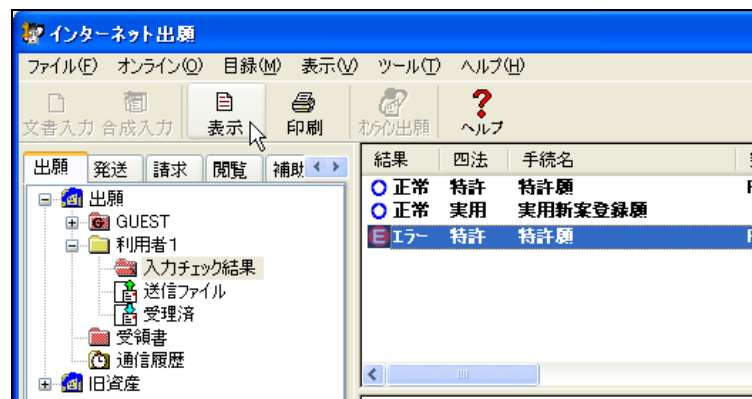 インターネット出願
ファイル(F) オンライン(O) 目録(M) 表示(V) ツール(T) ヘルプ(H)
文書入力 合成入力 表示 印刷 オンライン出願 ヘルプ
出願 発送 請求 閲覧 補助
結果 四法 手続名
出願
GUEST
利用者1
入力チェック結果
送信ファイル
受理済
受領書
通信履歴
旧資産
正常 特許 特許願
正常 実用 実用新案登録願
E エラー 特許 特許願